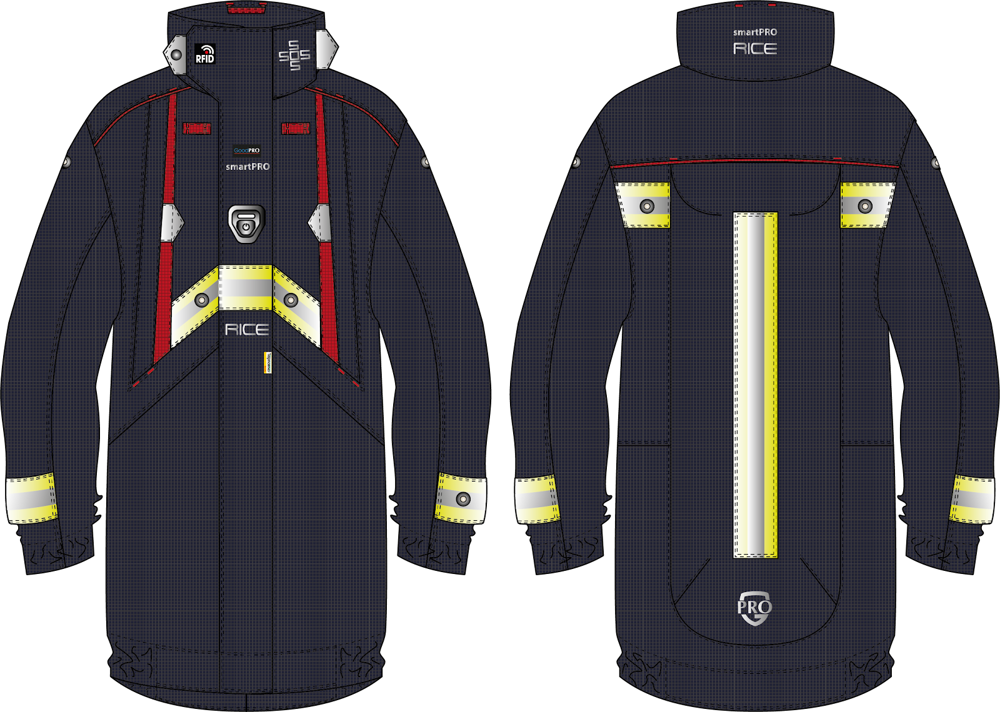 RFID
S
SOS
S
GoodPRO
smartPRO
RICE
smartPRO
RICE
PRO
G